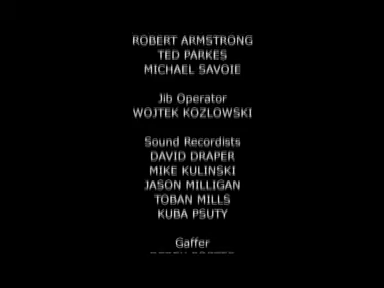 ROBERT ARMSTRONG
TED PARKES
MICHAEL SAVOIE
Jib Operator
WOJTEK KOZLOWSKI
Sound Recordists
DAVID DRAPER
MIKE KULINSKI
JASON MILLIGAN
TOBAN MILLS
KUBA PSUTY
Gaffer